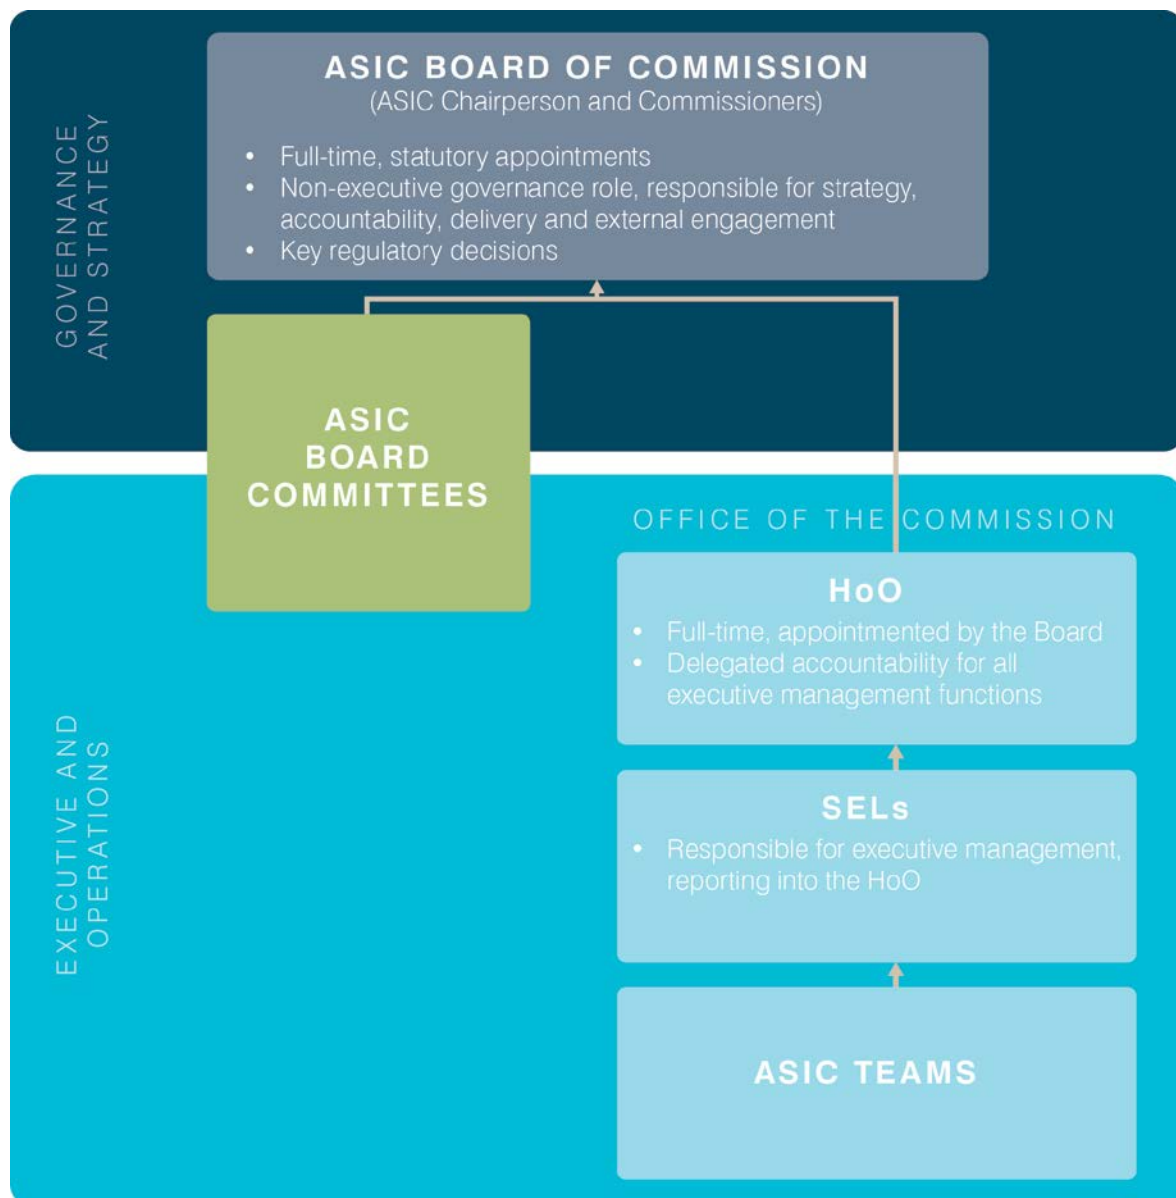 GOVERNANCE
AND STRATEGY
ASIC BOARD OF COMMISSION
(ASIC Chairperson and Commissioners)
• Full-time, statutory appointments
• Non-executive governance role, responsible for strategy,
accountability, delivery and external engagement
• Key regulatory decisions
ASIC
BOARD
COMMITTEES
EXECUTIVE AND
OPERATIONS
OFFICE OF THE COMMISSION
HoO
• Full-time, appointmented by the Board
• Delegated accountability for all
executive management functions
SELs
• Responsible for executive management,
reporting into the HoO
ASIC TEAMS